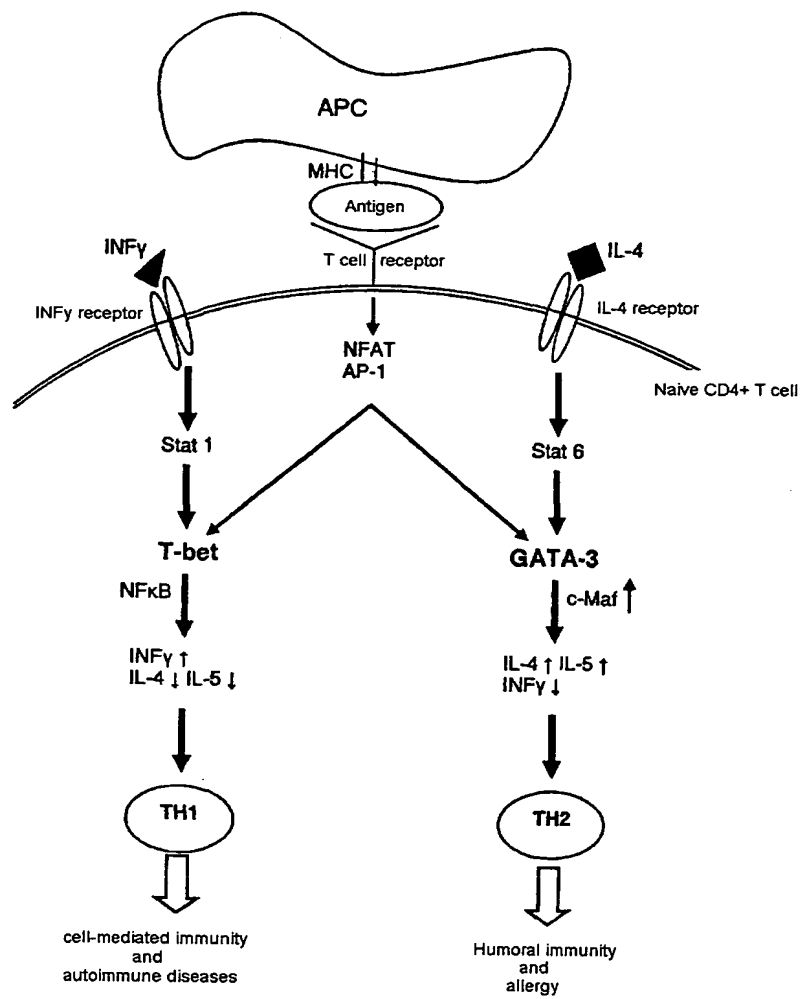 APC
MHC
Antigen
INFγ
T cell receptor
IL-4
INFγ receptor
IL-4 receptor
NFAT
AP-1
Naive CD4+ T cell
Stat 1
Stat 6
T-bet
GATA-3
NFκB
c-Maf ↑
INFγ ↑
IL-4 ↓ IL-5 ↓
IL-4 ↑ IL-5 ↑
INFγ ↓
TH1
TH2
cell-mediated immunity
and
autoimmune diseases
Humoral immunity
and
allergy